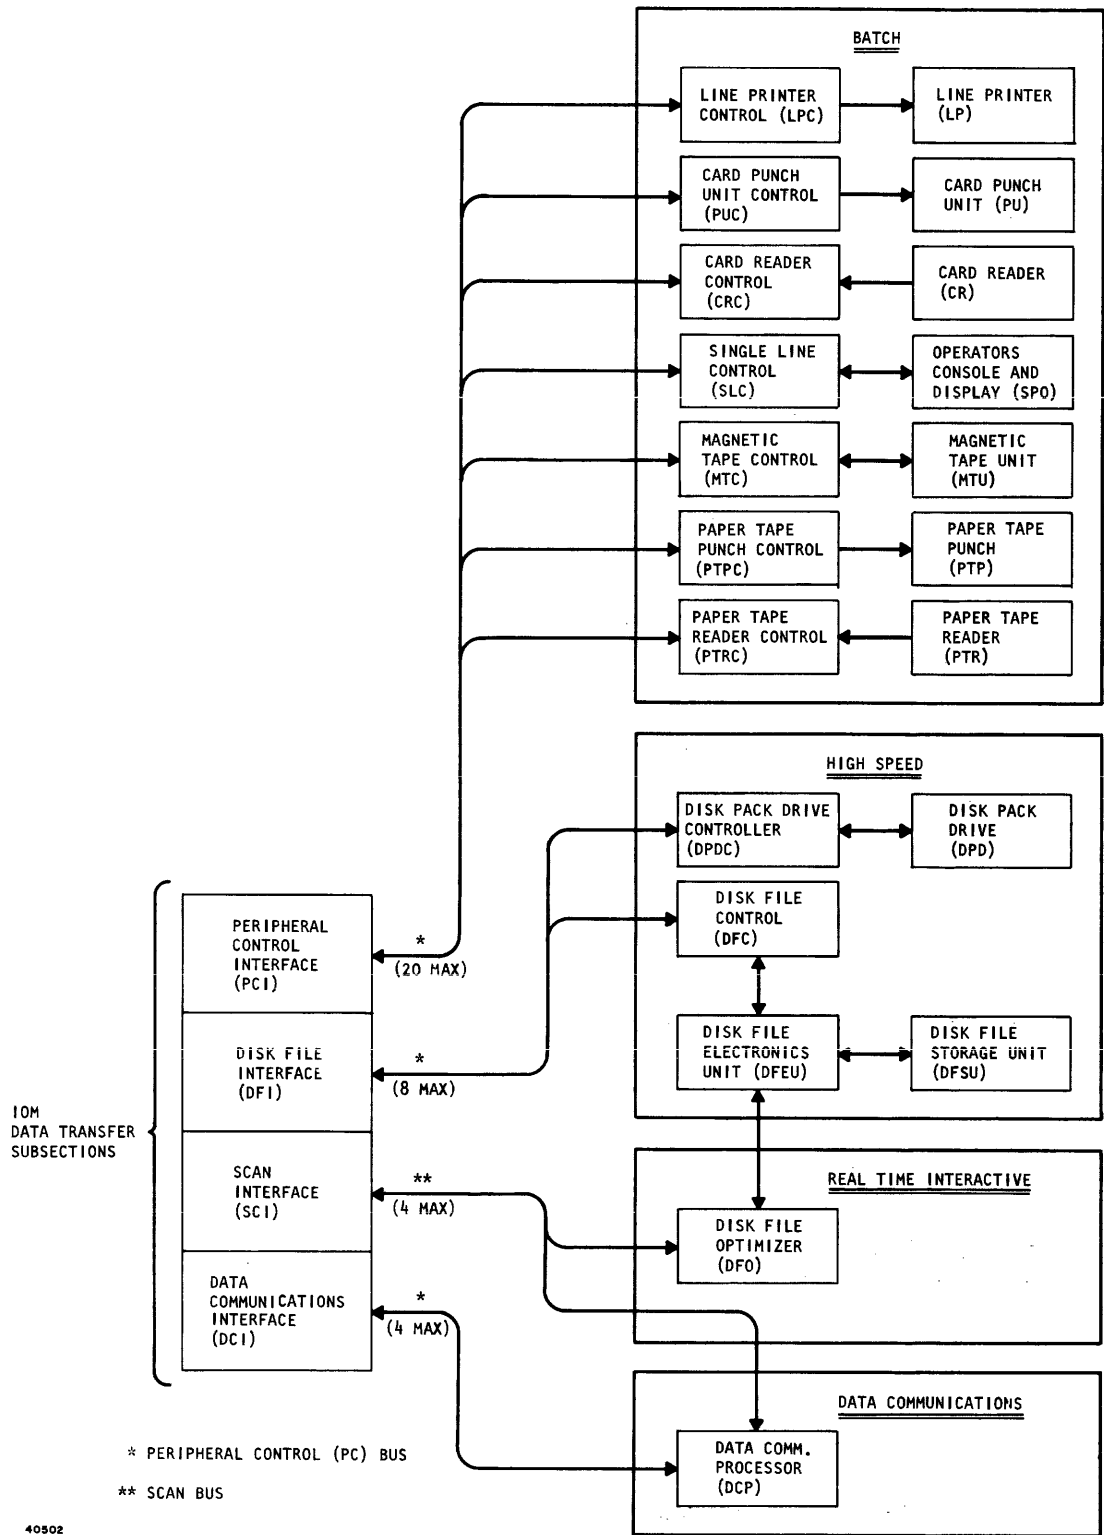 BATCH
LINE PRINTER
CONTROL (LPC)
LINE PRINTER
(LP)
CARD PUNCH
UNIT CONTROL
(PUC)
CARD PUNCH
UNIT (PU)
CARD READER
CONTROL
(CRC)
CARD READER
(CR)
SINGLE LINE
CONTROL
(SLC)
OPERATORS
CONSOLE AND
DISPLAY (SPO)
MAGNETIC
TAPE CONTROL
(MTC)
MAGNETIC
TAPE UNIT
(MTU)
PAPER TAPE
PUNCH CONTROL
(PTPC)
PAPER TAPE
PUNCH
(PTP)
PAPER TAPE
READER CONTROL
(PTRC)
PAPER TAPE
READER
(PTR)
HIGH SPEED
DISK PACK DRIVE
CONTROLLER
(DPDC)
DISK PACK
DRIVE
(DPD)
DISK FILE
CONTROL
(DFC)
DISK FILE
ELECTRONICS
UNIT (DFEU)
DISK FILE
STORAGE UNIT
(DFSU)
REAL TIME INTERACTIVE
DISK FILE
OPTIMIZER
(DFO)
DATA COMMUNICATIONS
DATA COMM.
PROCESSOR
(DCP)
IOM
DATA TRANSFER
SUBSECTIONS
PERIPHERAL
CONTROL
INTERFACE
(PCI)
*
(20 MAX)
DISK FILE
INTERFACE
(DFI)
*
(8 MAX)
SCAN
INTERFACE
(SCI)
**
(4 MAX)
DATA
COMMUNICATIONS
INTERFACE
(DCI)
*
(4 MAX)
* PERIPHERAL CONTROL (PC) BUS
** SCAN BUS
40502